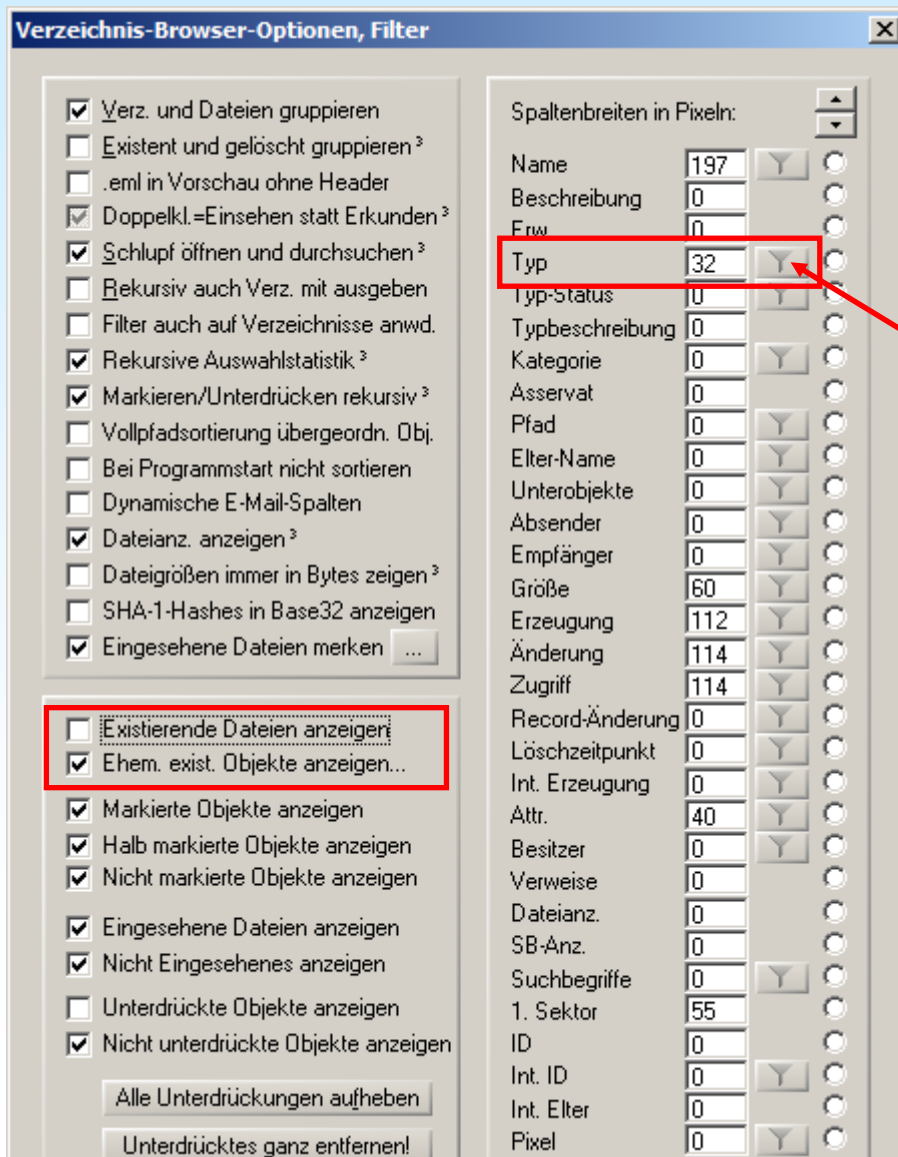 Verzeichnis-Browser-Optionen, Filter
Verz. und Dateien gruppieren
Existent und gelöscht gruppieren ³
.eml in Vorschau ohne Header
Doppelkl.=Einsehen statt Erkunden ³
Schlupf öffnen und durchsuchen ³
Rekursiv auch Verz. mit ausgeben
Filter auch auf Verzeichnisse anwd.
Rekursive Auswahlstatistik ³
Markieren/Unterdrücken rekursiv ³
Vollpfadsortierung übergeordn. Obj.
Bei Programmstart nicht sortieren
Dynamische E-Mail-Spalten
Dateianz. anzeigen ³
Dateigrößen immer in Bytes zeigen ³
SHA-1-Hashes in Base32 anzeigen
Eingesehene Dateien merken ...
Existierende Dateien anzeigen
Ehem. exist. Objekte anzeigen...
Markierte Objekte anzeigen
Halb markierte Objekte anzeigen
Nicht markierte Objekte anzeigen
Eingesehene Dateien anzeigen
Nicht Eingesehenes anzeigen
Unterdrückte Objekte anzeigen
Nicht unterdrückte Objekte anzeigen
Alle Unterdrückungen aufheben
Unterdrücktes ganz entfernen!
Spaltenbreiten in Pixeln:
Name 197
Beschreibung 0
Erw. 0
Typ 32
Typ-Status 0
Typbeschreibung 0
Kategorie 0
Asservat 0
Pfad 0
Elter-Name 0
Unterobjekte 0
Absender 0
Empfänger 0
Größe 60
Erzeugung 112
Änderung 114
Zugriff 114
Record-Änderung 0
Löschzeitpunkt 0
Int. Erzeugung 0
Attr. 40
Besitzer 0
Verweise 0
Dateianz. 0
SB-Anz. 0
Suchbegriffe 0
1. Sektor 55
ID 0
Int. ID 0
Int. Elter 0
Pixel 0